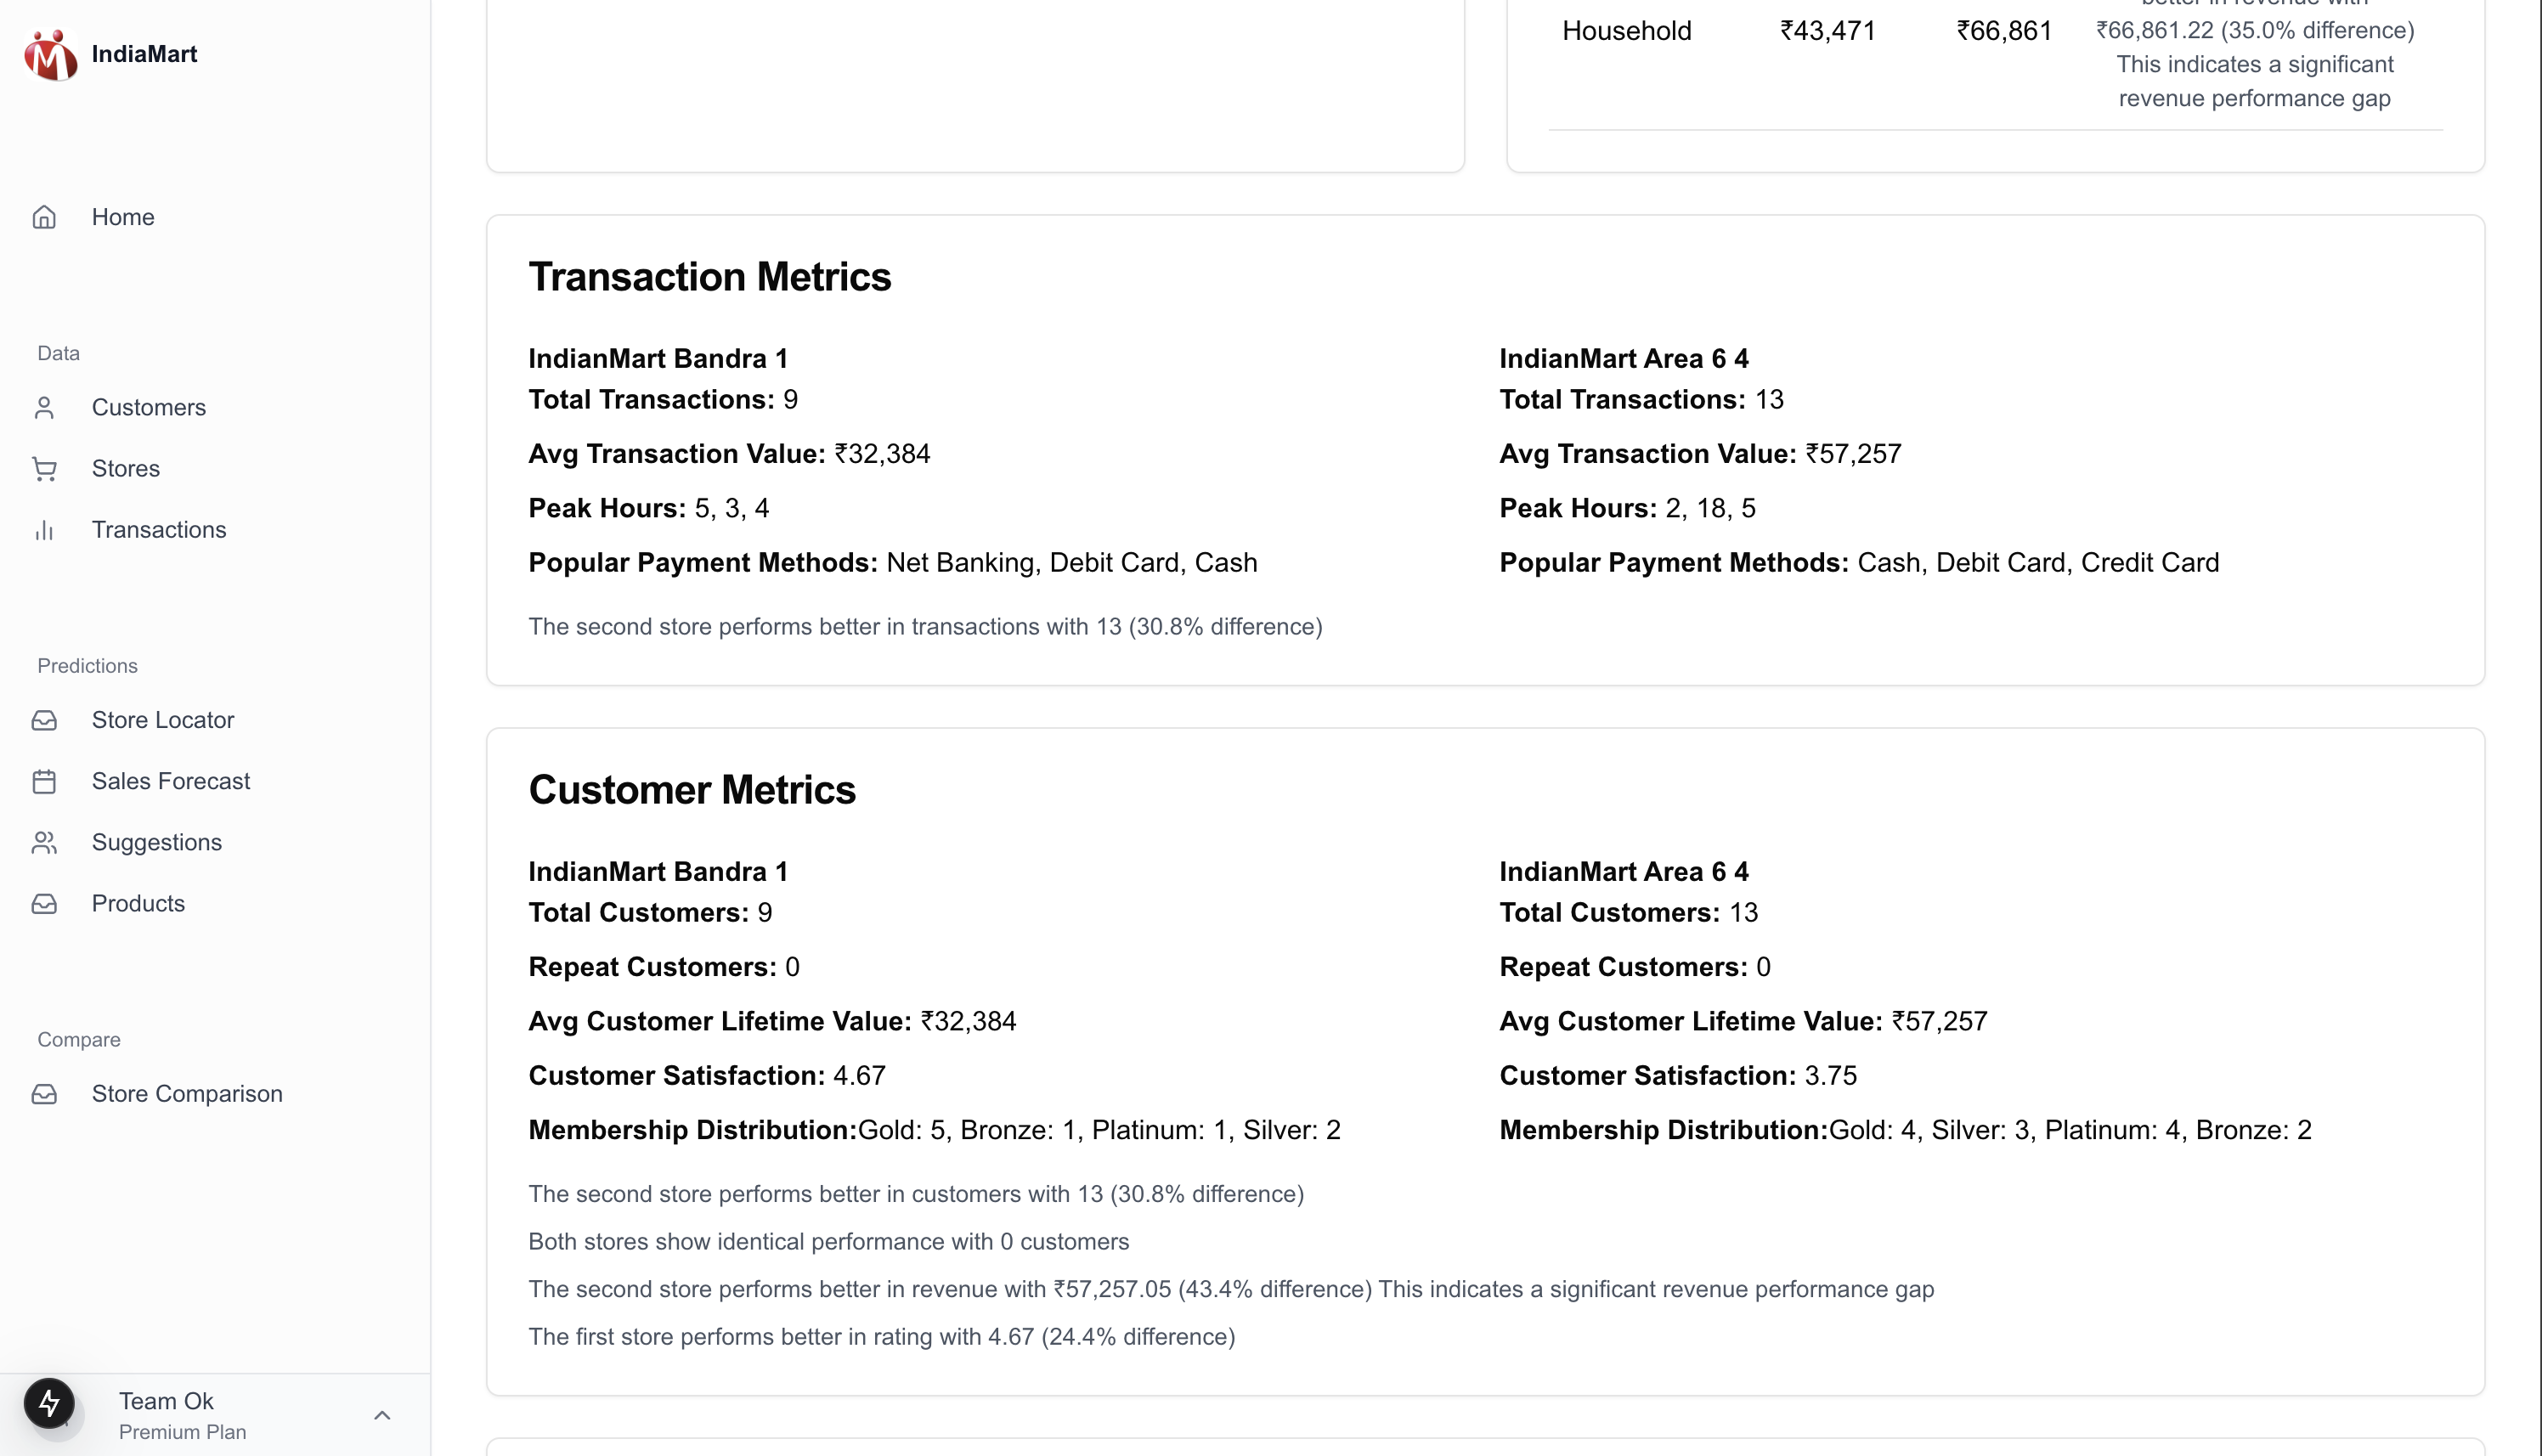 IndiaMart
Home
Data
Customers
Stores
Transactions
Predictions
Store Locator
Sales Forecast
Suggestions
Products
Compare
Store Comparison
Team Ok
Premium Plan
better in revenue with
Household ₹43,471 ₹66,861 ₹66,861.22 (35.0% difference)
This indicates a significant
revenue performance gap
Transaction Metrics
IndianMart Bandra 1
Total Transactions: 9
Avg Transaction Value: ₹32,384
Peak Hours: 5, 3, 4
Popular Payment Methods: Net Banking, Debit Card, Cash
IndianMart Area 6 4
Total Transactions: 13
Avg Transaction Value: ₹57,257
Peak Hours: 2, 18, 5
Popular Payment Methods: Cash, Debit Card, Credit Card
The second store performs better in transactions with 13 (30.8% difference)
Customer Metrics
IndianMart Bandra 1
Total Customers: 9
Repeat Customers: 0
Avg Customer Lifetime Value: ₹32,384
Customer Satisfaction: 4.67
Membership Distribution:Gold: 5, Bronze: 1, Platinum: 1, Silver: 2
IndianMart Area 6 4
Total Customers: 13
Repeat Customers: 0
Avg Customer Lifetime Value: ₹57,257
Customer Satisfaction: 3.75
Membership Distribution:Gold: 4, Silver: 3, Platinum: 4, Bronze: 2
The second store performs better in customers with 13 (30.8% difference)
Both stores show identical performance with 0 customers
The second store performs better in revenue with ₹57,257.05 (43.4% difference) This indicates a significant revenue performance gap
The first store performs better in rating with 4.67 (24.4% difference)